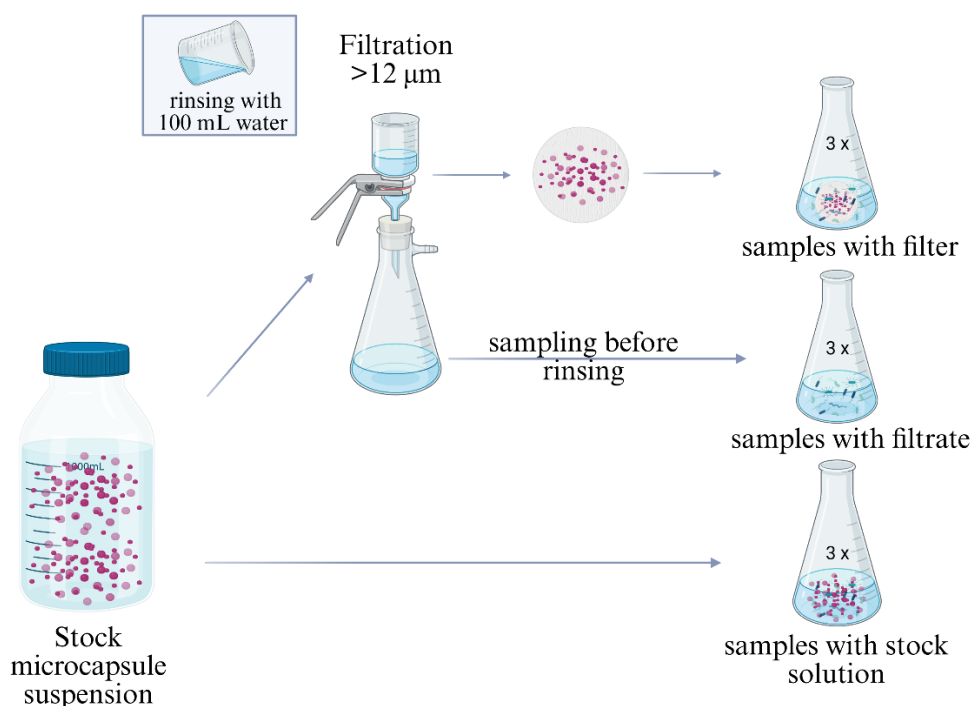 rinsing with
100 mL water
Filtration
>12 μm
3 x
samples with filter
sampling before
rinsing
3 x
samples with filtrate
1000mL
3 x
Stock
microcapsule
suspension
samples with stock
solution